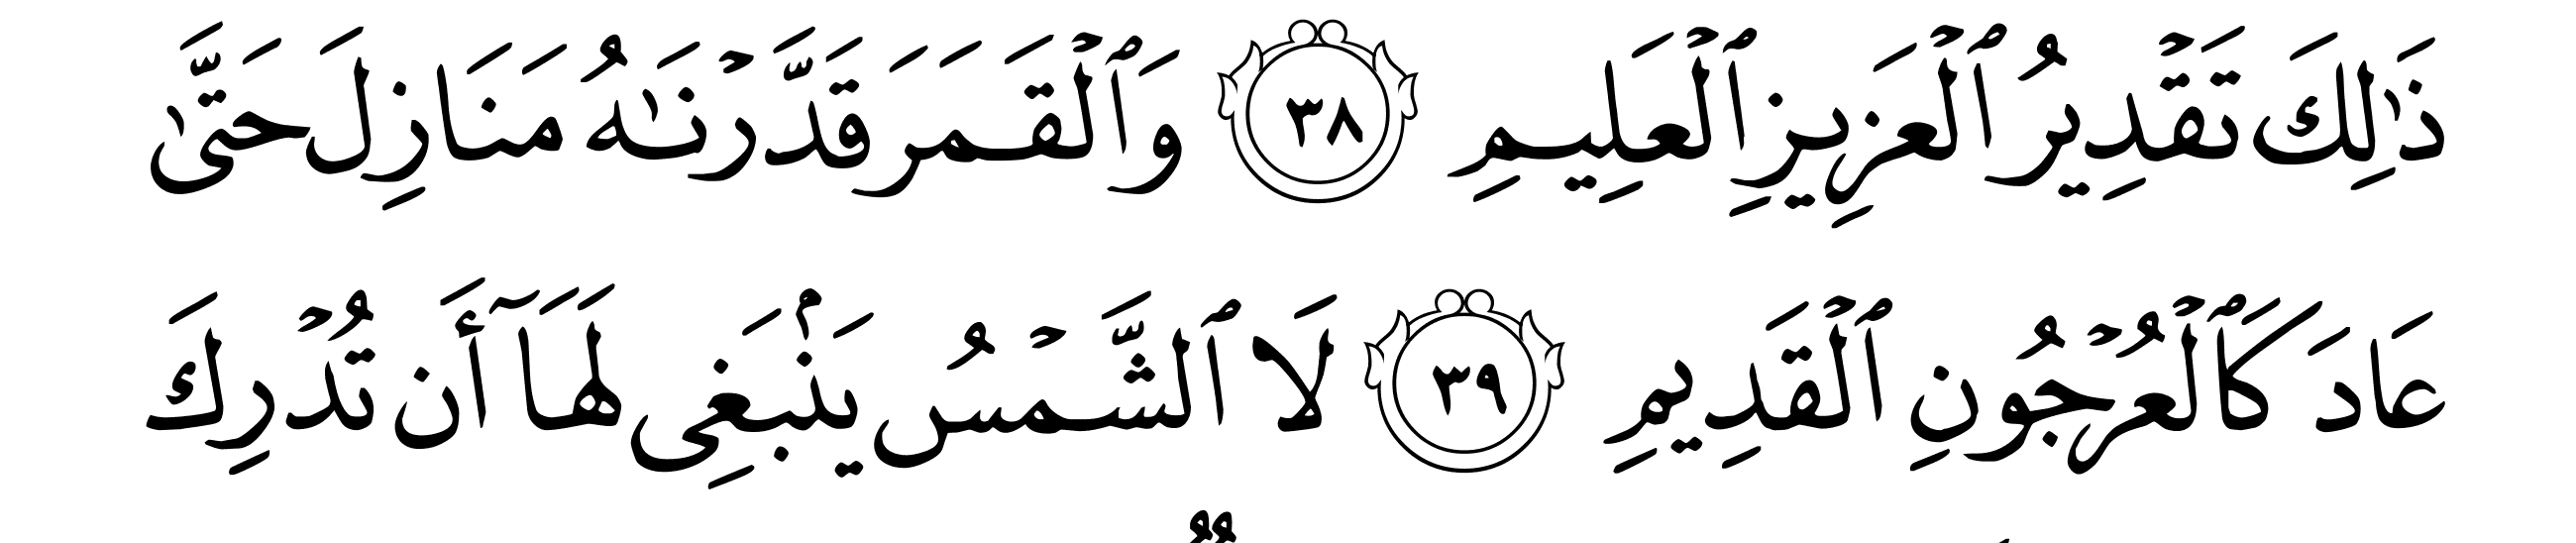 ذَٰلِكَ تَقْدِيرُ ٱلْعَزِيزِ ٱلْعَلِيمِ ٣٨ وَٱلْقَمَرَ قَدَّرْنَٰهُ مَنَازِلَ حَتَّىٰ
عَادَ كَٱلْعُرْجُونِ ٱلْقَدِيمِ ٣٩ لَا ٱلشَّمْسُ يَنۢبَغِى لَهَآ أَن تُدْرِكَ